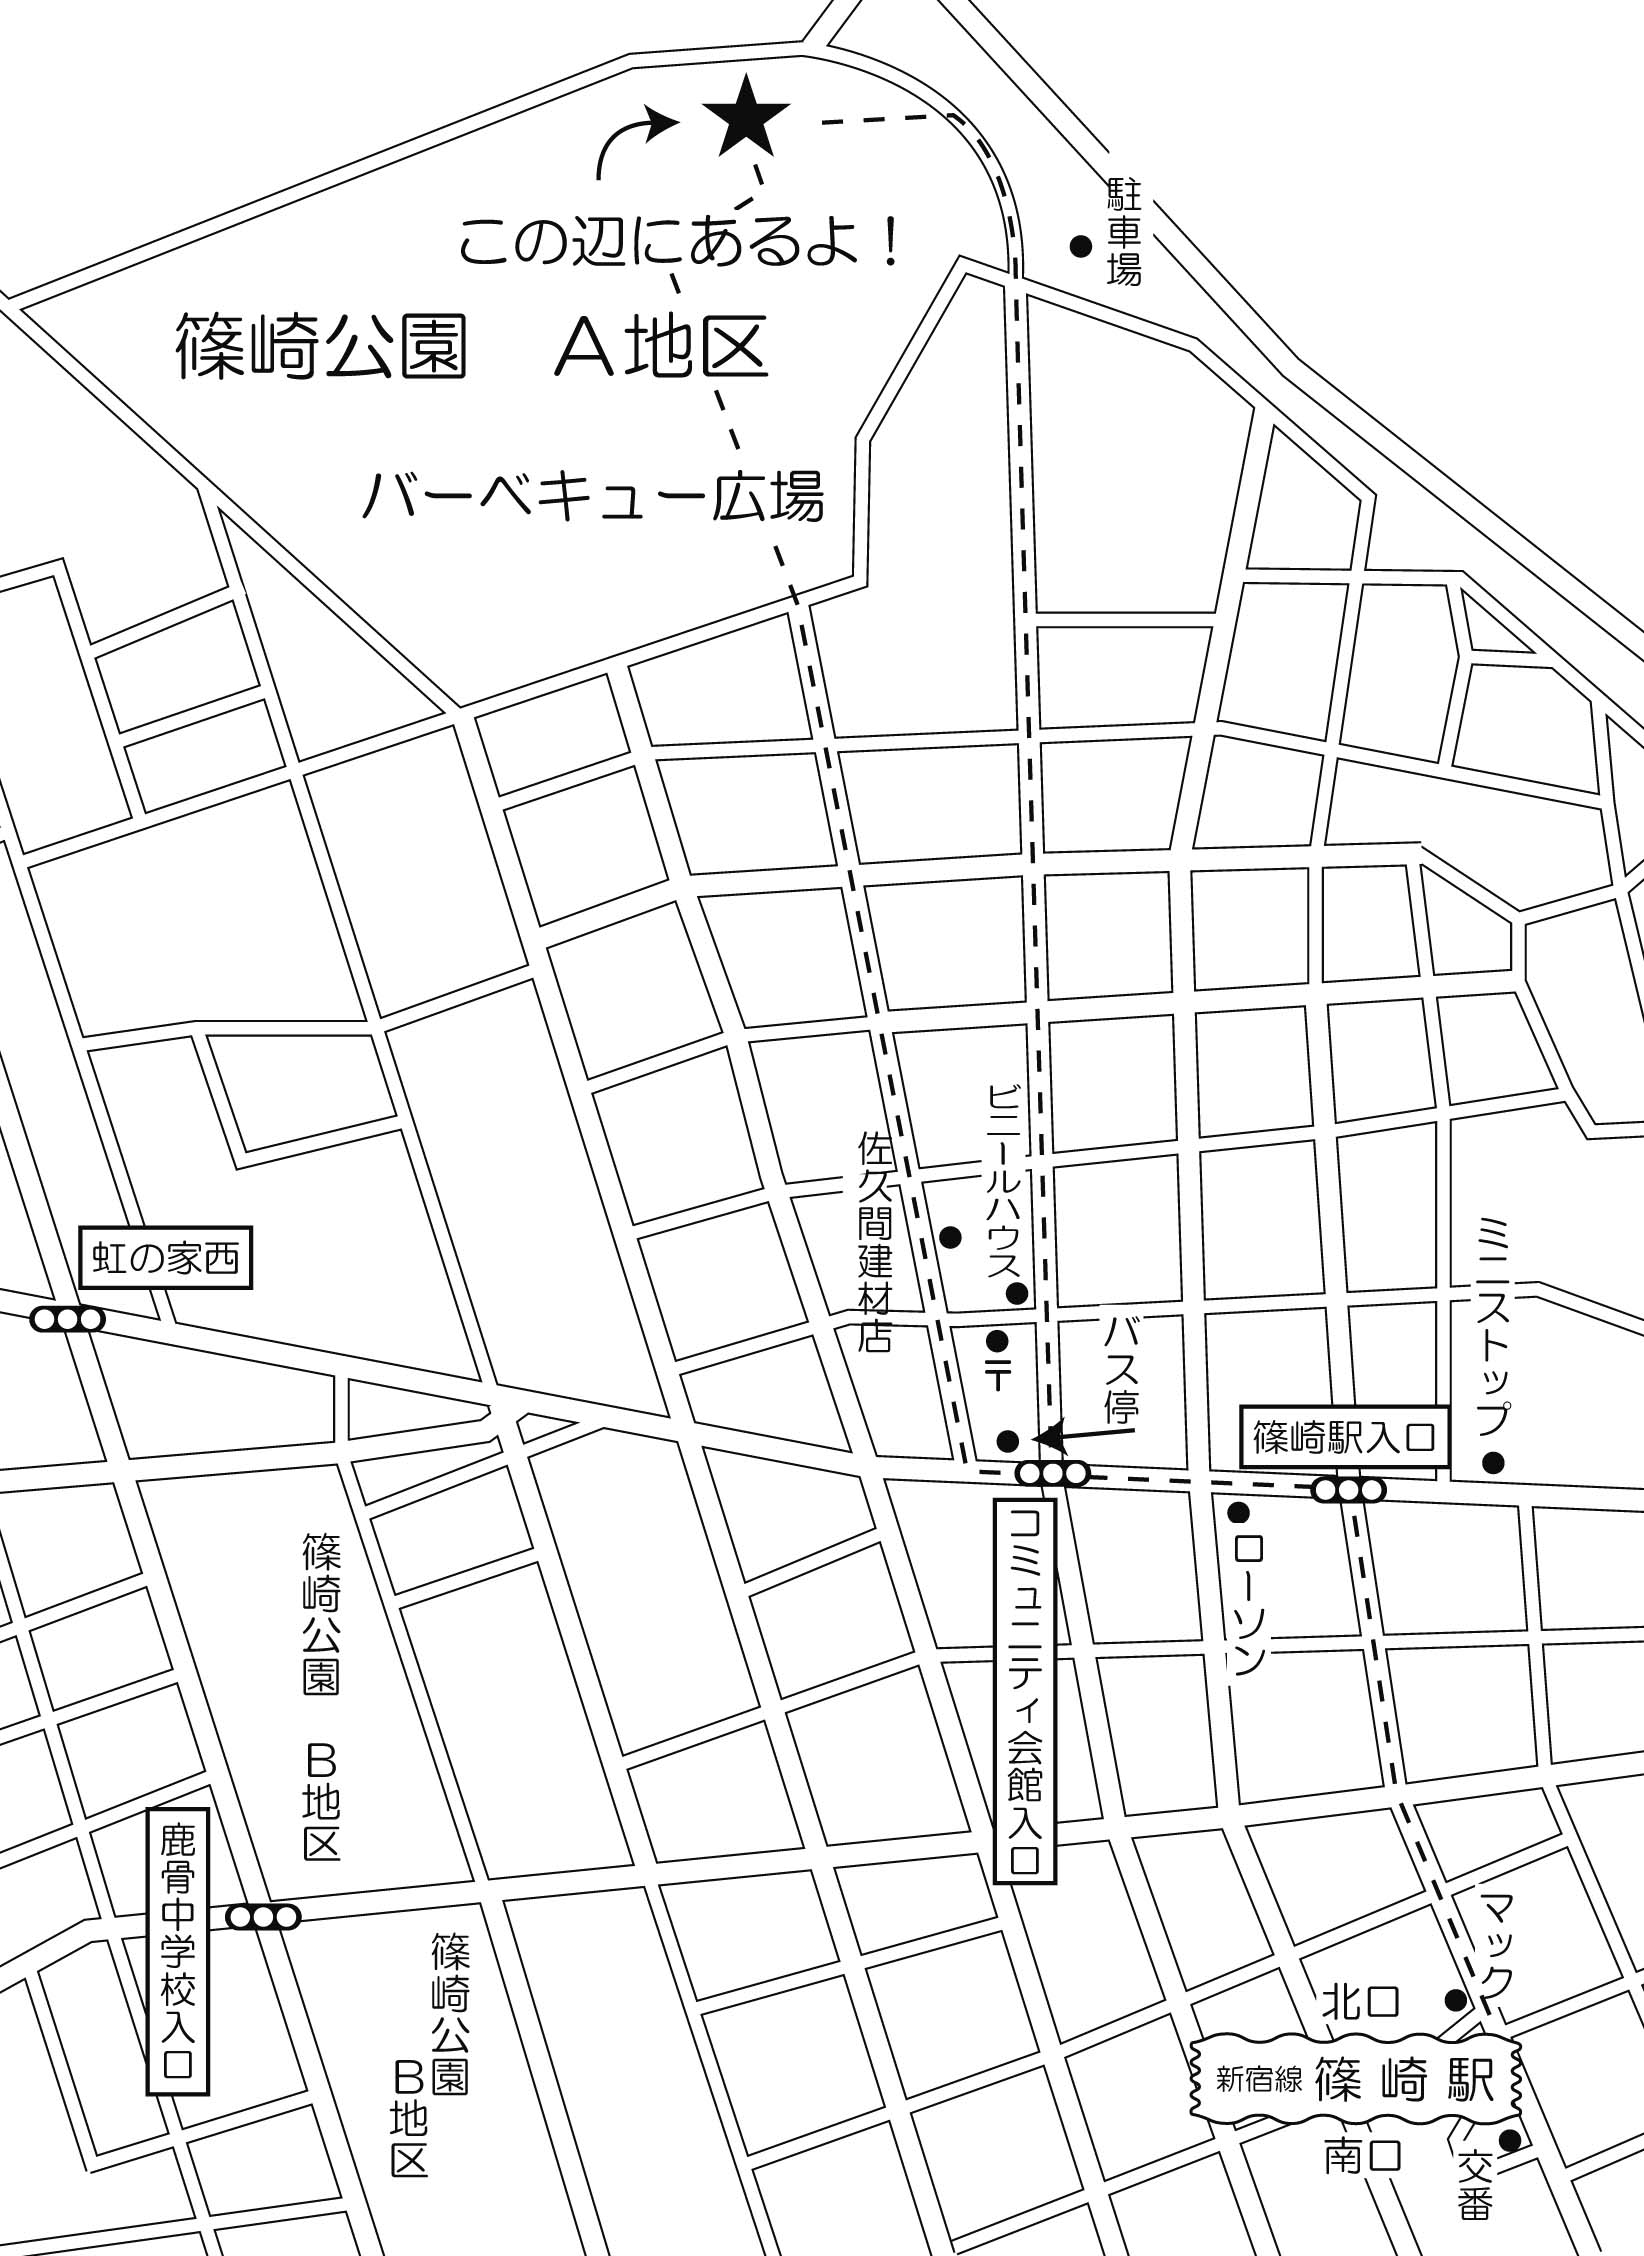 駐車場
この辺にあるよ！
篠崎公園　A地区
バーベキュー広場
ビニールハウス
佐久間建材店
虹の家西
ミニストップ
バス停
〒
篠崎駅入口
コミュニティ会館入口
ローソン
篠崎公園　B地区
鹿骨中学校入口
篠崎公園
B地区
マック
北口
新宿線 篠崎駅
南口
交番